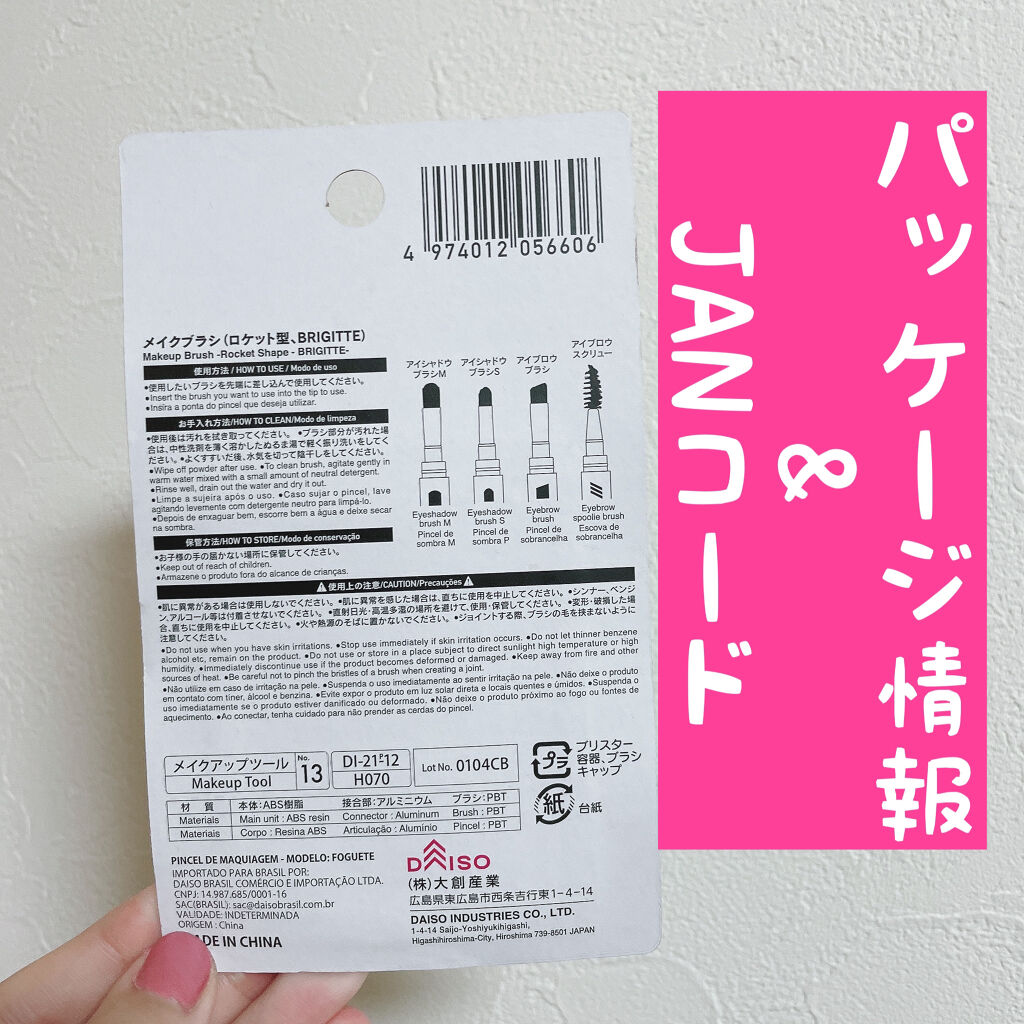 4 974012 056606
メイクブラシ(ロケット型、BRIGITTE)
Makeup Brush -Rocket Shape - BRIGITTE-
使用方法 / HOW TO USE / Modo de uso
●使用したいブラシを先端に差し込んで使用してください。
●Insert the brush you want to use into the tip to use.
●Insira a ponta do pincel que deseja utilizar.
お手入れ方法/HOW TO CLEAN/Modo de limpeza
●使用後は汚れを拭き取ってください。 ●ブラシ部分が汚れた場
合は、中性洗剤を薄く溶かしたぬるま湯で軽く振り洗いをしてく
ださい。●よくすすいだ後、水気を切って陰干しをしてください。
●Wipe off powder after use. ●To clean brush, agitate gently in
warm water mixed with a small amount of neutral detergent.
●Rinse well, drain out the water and dry it out.
●Limpe a sujeira após o uso. ●Caso sujar o pincel, lave
agitando levemente com detergente neutro para limpá-lo.
●Depois de enxaguar bem, escorre bem a água e deixe secar
na sombra.
保管方法/HOW TO STORE/Modo de conservação
●お子様の手の届かない場所に保管してください。
●Keep out of reach of children.
●Armazene o produto fora do alcance de crianças.
アイシャドウ
ブラシM
アイシャドウ
ブラシS
アイブロウ
ブラシ
アイブロウ
スクリュー
Eyeshadow
brush M
Pincel de
sombra M
Eyeshadow
brush S
Pincel de
sombra P
Eyebrow
brush
Pincel de
sobrancelha
Eyebrow
spoolie brush
Escova de
sobrancelha
使用上の注意/CAUTION/Precauções
●肌に異常がある場合は使用しないでください。 ●肌に異常を感じた場合は、直ちに使用を中止してください。 ●シンナー、ベンジ
ン、アルコール等は付着させないでください。 ●直射日光・高温多湿の場所を避けて、使用・保管してください。 ●変形・破損した場
合、直ちに使用を中止してください。 ●火や熱源のそばに置かないでください。 ●ジョイントする際、ブラシの毛を挟まないように
注意してください。
●Do not use when you have skin irritations. ●Stop use immediately if skin irritation occurs. ●Do not let thinner benzene
alcohol etc, remain on the product. ●Do not use or store in a place subject to direct sunlight high temperature or high
humidity. ●Immediately discontinue use if the product becomes deformed or damaged. ●Keep away from fire and other
sources of heat. ●Be careful not to pinch the bristles of a brush when creating a joint.
●Não utilize em caso de irritação na pele. ●Suspenda o uso imediatamente ao sentir irritação na pele. ●Não deixe o produto
em contato com tíner, álcool e benzina. ●Evite expor o produto em luz solar direta e locais quentes e úmidos. ●Suspenda o
uso imediatamente se o produto estiver danificado ou deformado. ●Não deixe o produto próximo ao fogo ou fontes de
aquecimento. ●Ao conectar, tenha cuidado para não prender as cerdas do pincel.
メイクアップツール
Makeup Tool
No.
13
DI-21-P-12
H070
Lot No. 0104CB
プラ
ブリスター
容器、ブラシ
キャップ
紙
台紙
材 質 本体:ABS樹脂 接合部:アルミニウム ブラシ:PBT
Materials Main unit : ABS resin Connector : Aluminum Brush : PBT
Materiais Corpo : Resina ABS Articulação : Alumínio Pincel : PBT
PINCEL DE MAQUIAGEM - MODELO: FOGUETE
IMPORTADO PARA BRASIL POR:
DAISO BRASIL COMÉRCIO E IMPORTAÇÃO LTDA.
CNPJ: 14.987.685/0001-16
SAC(BRASIL): sac@daisobrasil.com.br
VALIDADE: INDETERMINADA
ORIGEM : China
ADE IN CHINA
DAISO
(株)大創産業
広島県東広島市西条吉行東1-4-14
DAISO INDUSTRIES CO., LTD.
1-4-14 Saijo-Yoshiyukihigashi,
Higashihiroshima-City, Hiroshima 739-8501 JAPAN
パッケージ情報
&
JANコード